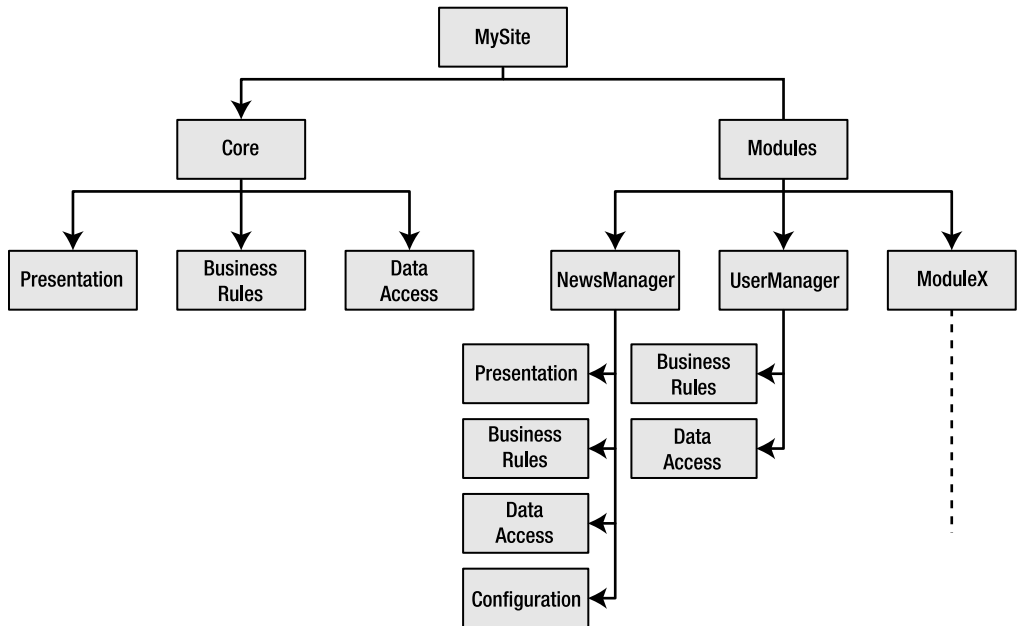 MySite
Core
Modules
Presentation
Business
Rules
Data
Access
NewsManager
UserManager
ModuleX
Presentation
Business
Rules
Data
Access
Configuration
Business
Rules
Data
Access